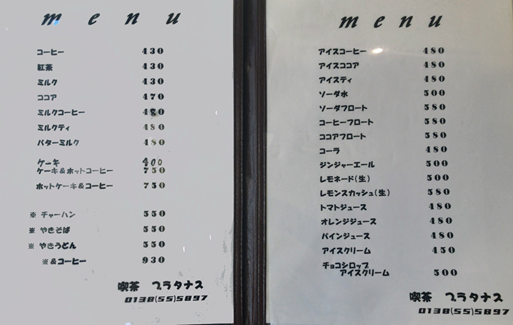 menu
コーヒー 430
紅茶 430
ミルク 430
ココア 470
ミルクコーヒー 480
ミルクティ 480
バターミルク 480
ケーキ 400
ケーキ&ホットコーヒー 750
ホットケーキ&コーヒー 750
※ チャーハン 550
※ やきそば 550
※ やきうどん 550
※&コーヒー 930
喫茶 プラタナス
0138(55)5897
menu
アイスコーヒー 480
アイスココア 480
アイスティ 480
ソーダ水 500
ソーダフロート 580
コーヒーフロート 580
ココアフロート 580
コーラ 480
ジンジャーエール 500
レモネード(生) 500
レモンスカッシュ(生) 580
トマトジュース 480
オレンジジュース 480
パインジュース 480
アイスクリーム 450
チョコシロップ
アイスクリーム 500
喫茶 プラタナス
0138(55)5897